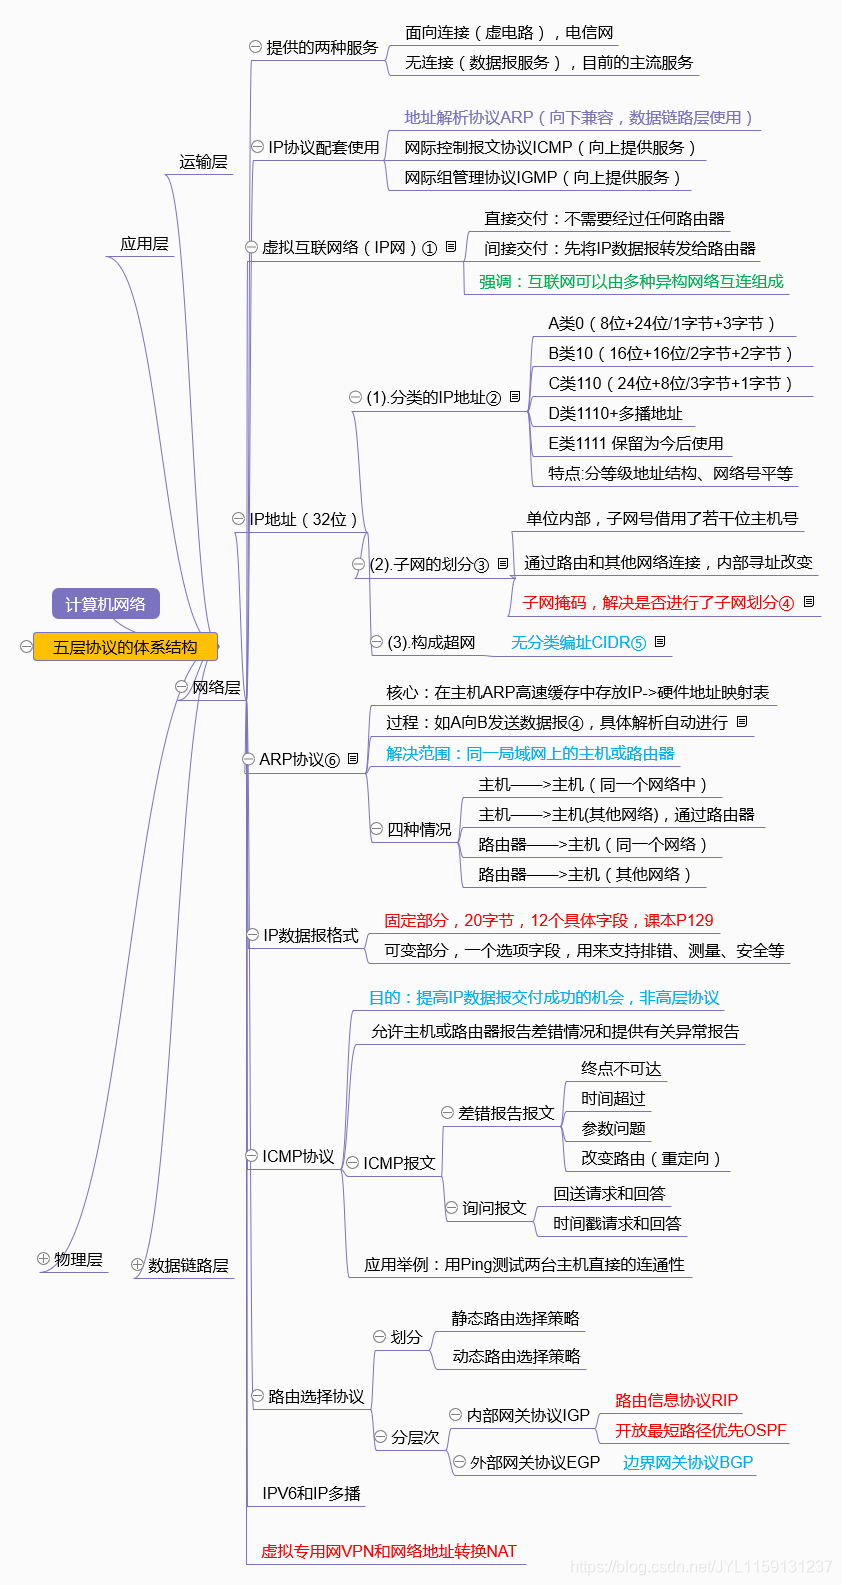 提供的两种服务
面向连接（虚电路），电信网
无连接（数据报服务），目前的主流服务
IP协议配套使用
地址解析协议ARP（向下兼容，数据链路层使用）
网际控制报文协议ICMP（向上提供服务）
网际组管理协议IGMP（向上提供服务）
运输层
应用层
虚拟互联网络（IP网）①
直接交付：不需要经过任何路由器
间接交付：先将IP数据报转发给路由器
强调：互联网可以由多种异构网络互连组成
IP地址（32位）
(1).分类的IP地址②
A类0（8位+24位/1字节+3字节）
B类10（16位+16位/2字节+2字节）
C类110（24位+8位/3字节+1字节）
D类1110+多播地址
E类1111 保留为今后使用
特点:分等级地址结构、网络号平等
(2).子网的划分③
单位内部，子网号借用了若干位主机号
通过路由和其他网络连接，内部寻址改变
子网掩码，解决是否进行了子网划分④
(3).构成超网
无分类编址CIDR⑤
计算机网络
五层协议的体系结构
网络层
ARP协议⑥
核心：在主机ARP高速缓存中存放IP->硬件地址映射表
过程：如A向B发送数据报④，具体解析自动进行
解决范围：同一局域网上的主机或路由器
四种情况
主机——>主机（同一个网络中）
主机——>主机(其他网络)，通过路由器
路由器——>主机（同一个网络）
路由器——>主机（其他网络）
IP数据报格式
固定部分，20字节，12个具体字段，课本P129
可变部分，一个选项字段，用来支持排错、测量、安全等
ICMP协议
目的：提高IP数据报交付成功的机会，非高层协议
允许主机或路由器报告差错情况和提供有关异常报告
ICMP报文
差错报告报文
终点不可达
时间超过
参数问题
改变路由（重定向）
询问报文
回送请求和回答
时间戳请求和回答
应用举例：用Ping测试两台主机直接的连通性
物理层
数据链路层
路由选择协议
划分
静态路由选择策略
动态路由选择策略
分层次
内部网关协议IGP
路由信息协议RIP
开放最短路径优先OSPF
外部网关协议EGP
边界网关协议BGP
IPV6和IP多播
虚拟专用网VPN和网络地址转换NAT
https://blog.csdn.net/JYL1159131237